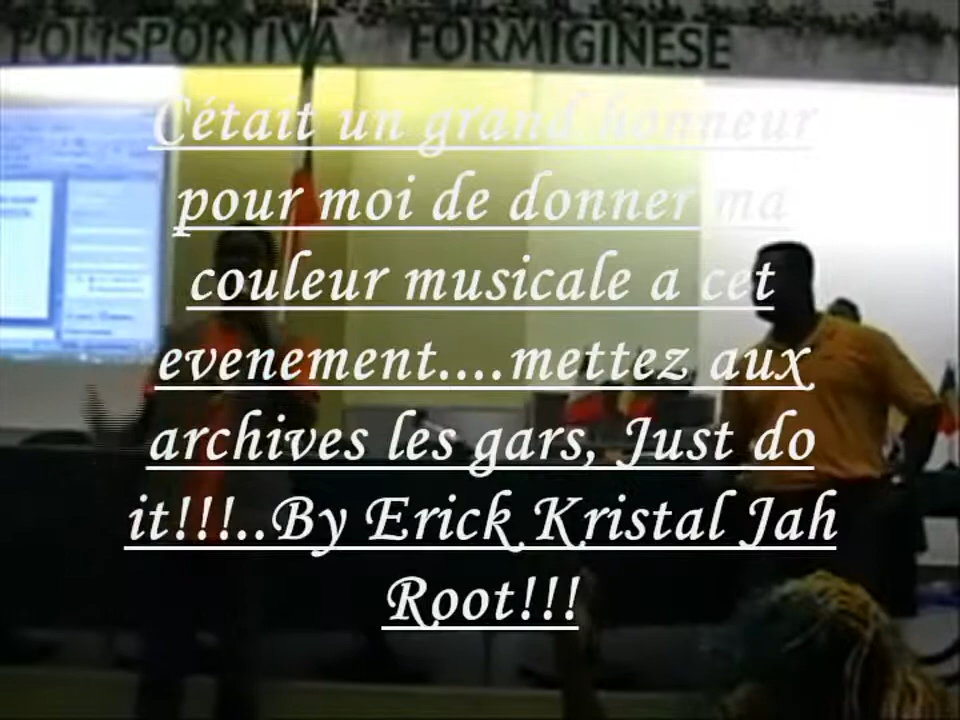 POLISPORTIVA FORMIGINESE
C'était un grand honneur
pour moi de donner ma
couleur musicale a cet
evenement....mettez aux
archives les gars, Just do
it!!!..By Erick Kristal Jah
Root!!!